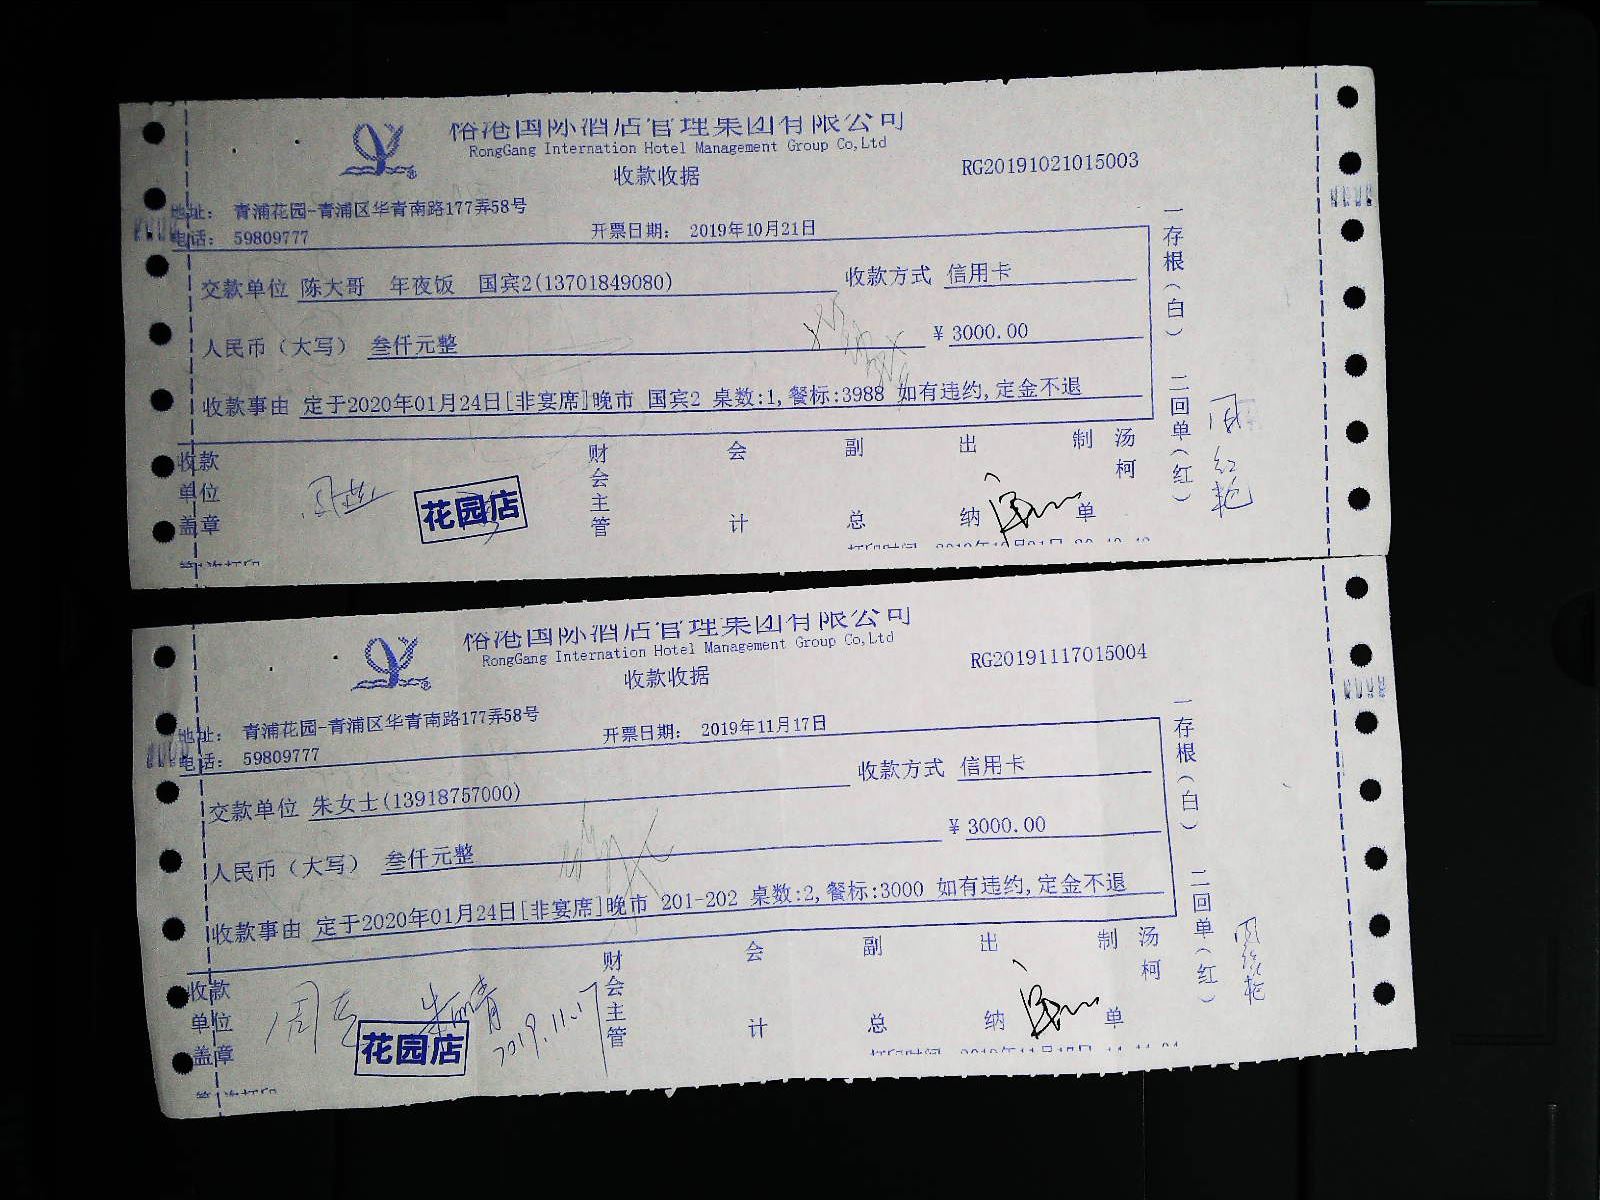 裕港国际酒店管理集团有限公司
RongGang Internation Hotel Management Group Co,Ltd
收款收据
RG20191021015003
地址： 青浦花园-青浦区华青南路177弄58号
电话： 59809777
开票日期： 2019年10月21日
交款单位 陈大哥 年夜饭 国宾2(13701849080) 收款方式 信用卡
人民币（大写） 叁仟元整 ¥ 3000.00
收款事由 定于2020年01月24日[非宴席]晚市 国宾2 桌数:1,餐标:3988 如有违约,定金不退
一存根（白） 二回单（红）
收款单位盖章
花园店
财会主管 会计 副总 出纳 制单 汤柯
打印时间
裕港国际酒店管理集团有限公司
RongGang Internation Hotel Management Group Co,Ltd
收款收据
RG20191117015004
地址： 青浦花园-青浦区华青南路177弄58号
电话： 59809777
开票日期： 2019年11月17日
交款单位 朱女士(13918757000) 收款方式 信用卡
人民币（大写） 叁仟元整 ¥ 3000.00
收款事由 定于2020年01月24日[非宴席]晚市 201-202 桌数:2,餐标:3000 如有违约,定金不退
一存根（白） 二回单（红）
收款单位盖章
花园店
2019.11.17
财会主管 会计 副总 出纳 制单 汤柯
打印时间